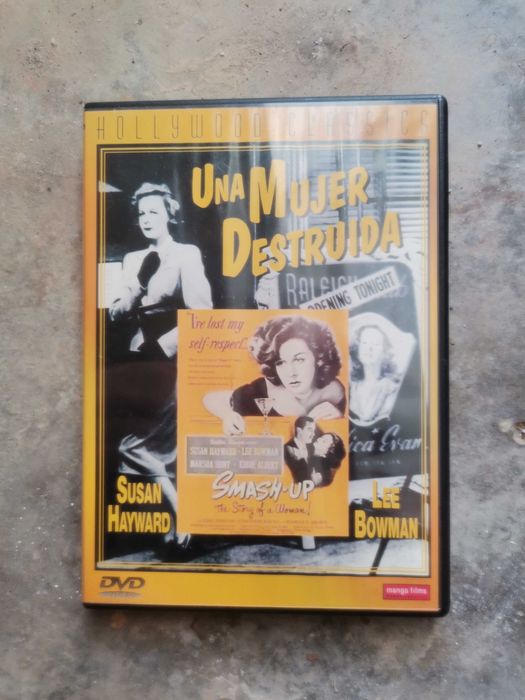 HOLLYWOOD CLASSICS
UNA MUJER
DESTRUIDA
RALEIGH
OPENING TONIGHT
"I've lost my
self-respect...
SUSAN HAYWARD · LEE BOWMAN
MARSHA HUNT · EDDIE ALBERT
SMASH-UP
The Story of a Woman
SUSAN
HAYWARD
LEE
BOWMAN
DVD
manga films